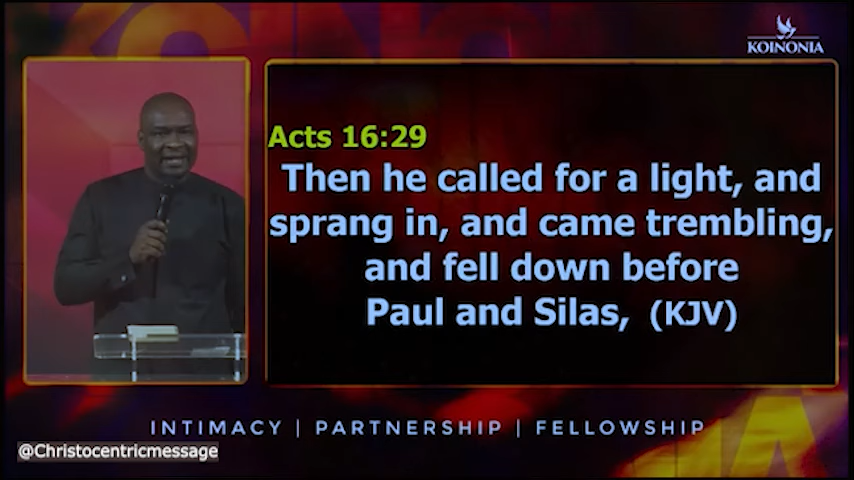 KOINONIA
Acts 16:29
Then he called for a light, and
sprang in, and came trembling,
and fell down before
Paul and Silas, (KJV)
INTIMACY | PARTNERSHIP | FELLOWSHIP
@Christocentricmessage